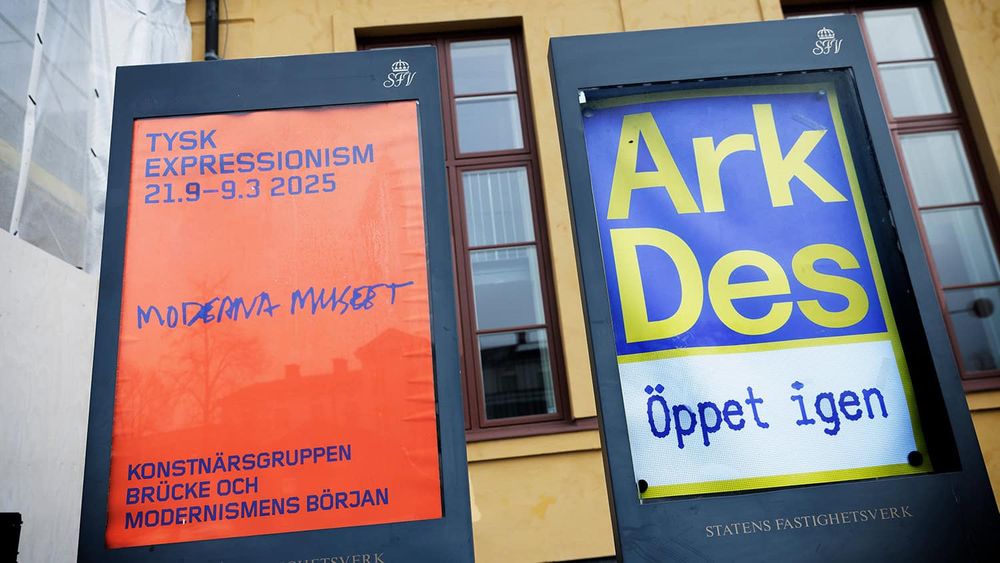 SFV
TYSK
EXPRESSIONISM
21.9–9.3 2025
MODERNA MUSEET
KONSTNÄRSGRUPPEN
BRÜCKE OCH
MODERNISMENS BÖRJAN
SFV
Ark
Des
Öppet igen
STATENS FASTIGHETSVERK